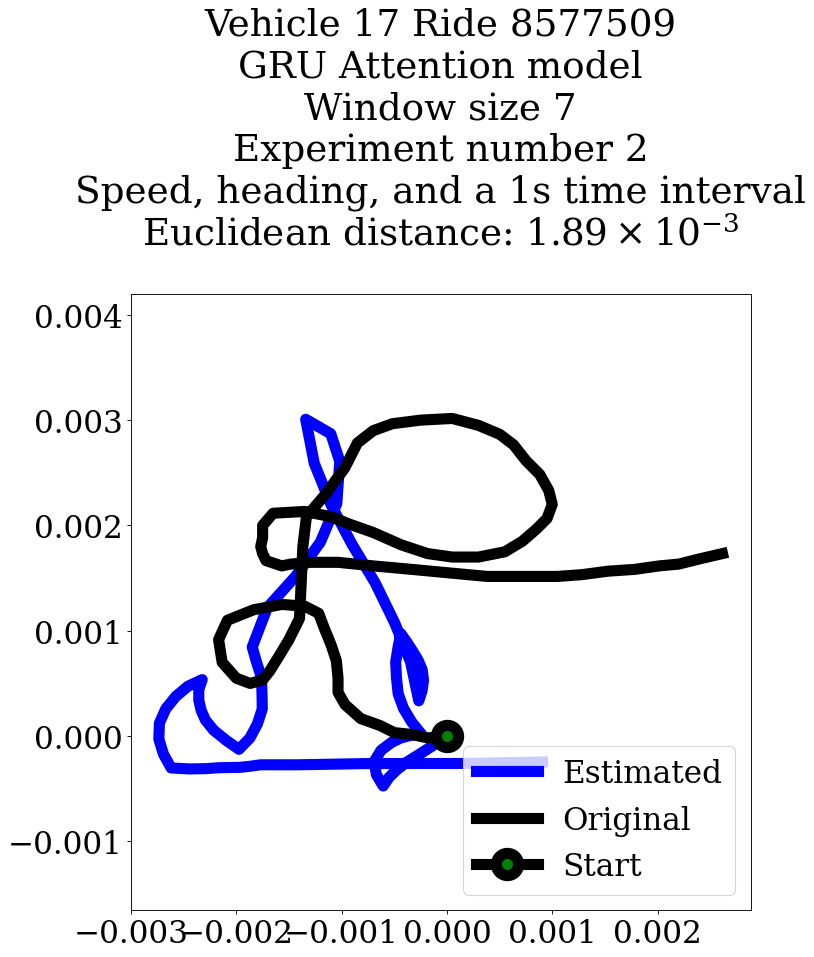 Vehicle 17 Ride 8577509
GRU Attention model
Window size 7
Experiment number 2
Speed, heading, and a 1s time interval
Euclidean distance: 1.89 × 10⁻³
0.004
0.003
0.002
0.001
0.000
−0.001
Estimated
Original
Start
−0.003 −0.002 −0.001 0.000 0.001 0.002